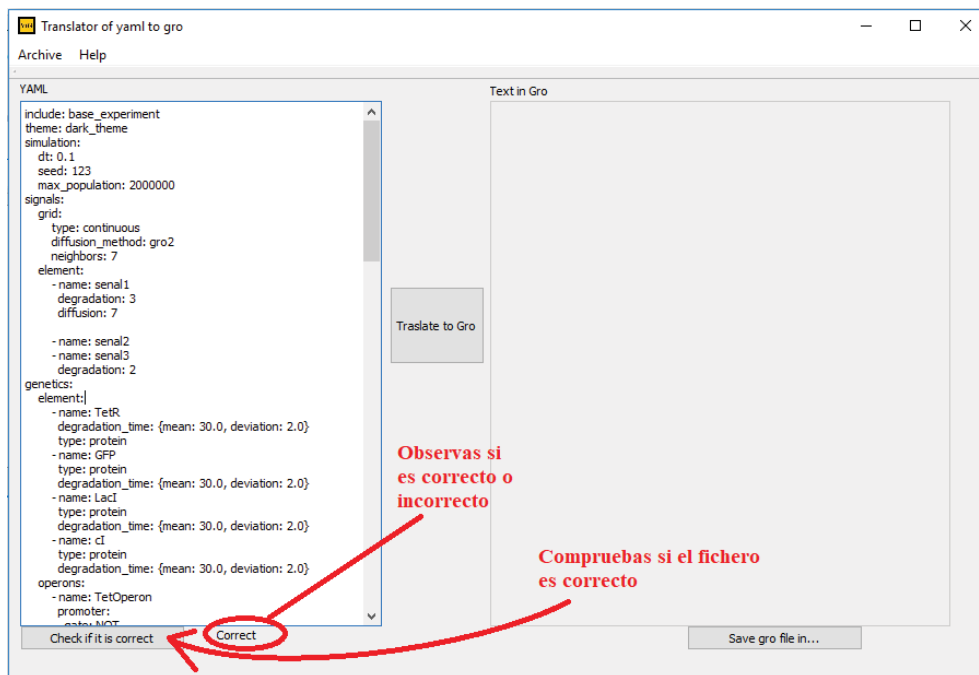 Translator of yaml to gro
Archive Help
YAML
include: base_experiment
theme: dark_theme
simulation:
dt: 0.1
seed: 123
max_population: 2000000
signals:
grid:
type: continuous
diffusion_method: gro2
neighbors: 7
element:
- name: senal1
degradation: 3
diffusion: 7
- name: senal2
- name: senal3
degradation: 2
genetics:
element:
- name: TetR
degradation_time: {mean: 30.0, deviation: 2.0}
type: protein
- name: GFP
type: protein
degradation_time: {mean: 30.0, deviation: 2.0}
- name: LacI
type: protein
degradation_time: {mean: 30.0, deviation: 2.0}
- name: cI
type: protein
degradation_time: {mean: 30.0, deviation: 2.0}
operons:
- name: TetOperon
promoter:
gate: NOT
Check if it is correct
Correct
Traslate to Gro
Text in Gro
Save gro file in...
Observas si
es correcto o
incorrecto
Compruebas si el fichero
es correcto